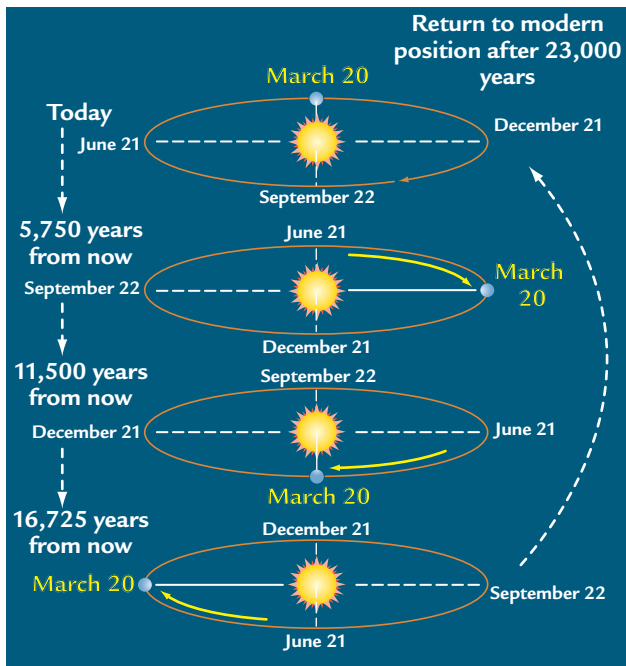 Return to modern
position after 23,000
years
March 20
Today
December 21
June 21
September 22
5,750 years
from now
June 21
September 22
March
20
December 21
11,500 years
from now
September 22
December 21
June 21
March 20
16,725 years
from now
December 21
March 20
September 22
June 21